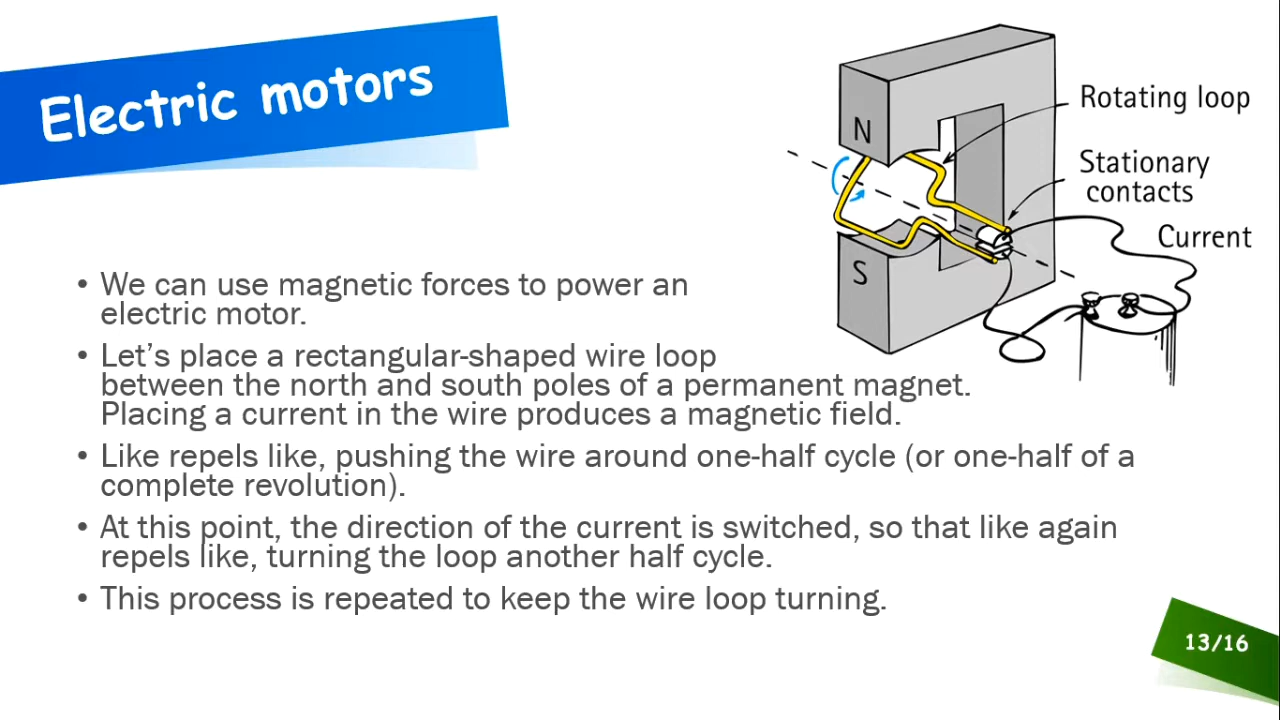 Electric motors
N
Rotating loop
Stationary
contacts
Current
S
• We can use magnetic forces to power an
electric motor.
• Let’s place a rectangular-shaped wire loop
between the north and south poles of a permanent magnet.
Placing a current in the wire produces a magnetic field.
• Like repels like, pushing the wire around one-half cycle (or one-half of a
complete revolution).
• At this point, the direction of the current is switched, so that like again
repels like, turning the loop another half cycle.
• This process is repeated to keep the wire loop turning.
13/16